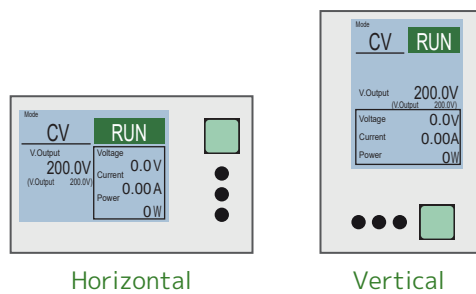 Mode
CV RUN
V.Output
200.0V
(V.Output 200.0V)
Voltage
0.0V
Current
0.00A
Power
0W
Horizontal
Mode
CV RUN
V.Output 200.0V
(V.Output 200.0V)
Voltage 0.0V
Current 0.00A
Power 0W
Vertical